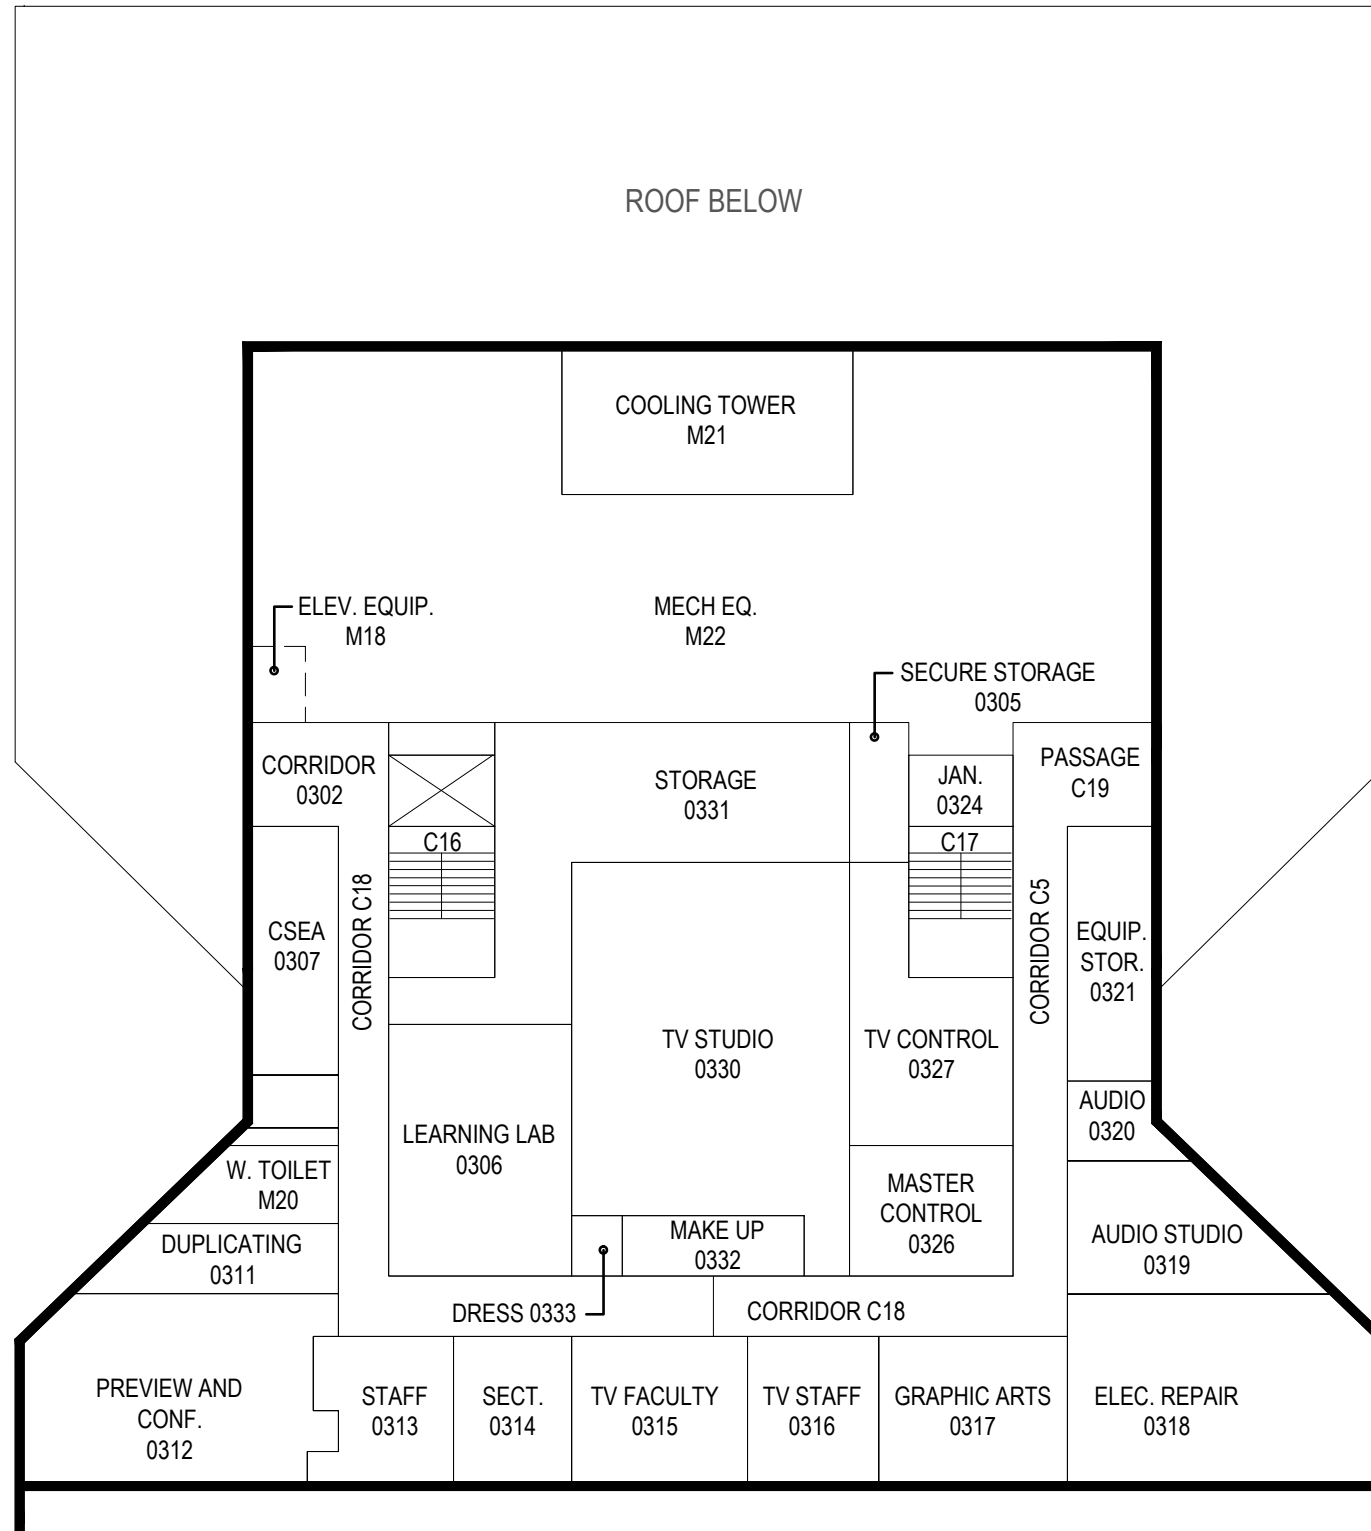 ROOF BELOW
COOLING TOWER
M21
ELEV. EQUIP.
M18
MECH EQ.
M22
SECURE STORAGE
0305
CORRIDOR
0302
STORAGE
0331
JAN.
0324
PASSAGE
C19
C16
C17
CORRIDOR C18
CSEA
0307
CORRIDOR C5
EQUIP.
STOR.
0321
TV STUDIO
0330
TV CONTROL
0327
AUDIO
0320
LEARNING LAB
0306
W. TOILET
M20
MASTER
CONTROL
0326
DUPLICATING
0311
MAKE UP
0332
AUDIO STUDIO
0319
DRESS 0333
CORRIDOR C18
PREVIEW AND
CONF.
0312
STAFF
0313
SECT.
0314
TV FACULTY
0315
TV STAFF
0316
GRAPHIC ARTS
0317
ELEC. REPAIR
0318